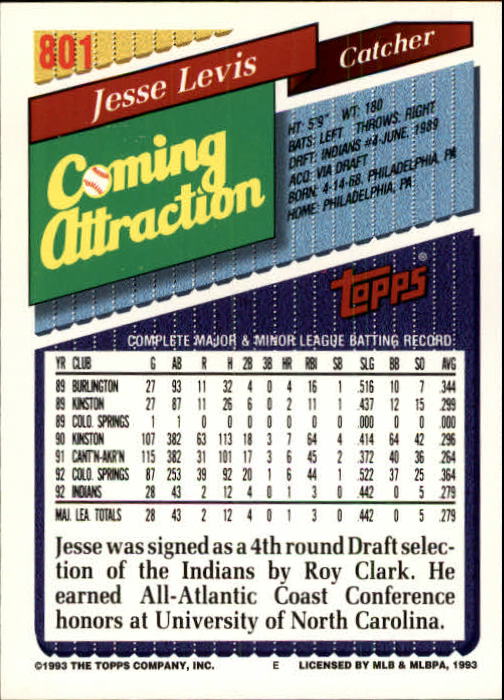 801
Jesse Levis
Catcher
Coming
Attraction
HT: 5'9" WT: 180
BATS: LEFT THROWS: RIGHT
DRFT: INDIANS #4-JUNE, 1989
ACQ: VIA DRAFT
BORN: 4-14-68, PHILADELPHIA, PA
HOME: PHILADELPHIA, PA
TOPPS®
COMPLETE MAJOR & MINOR LEAGUE BATTING RECORD
YR CLUB G AB R H 2B 3B HR RBI SB SLG BB SO AVG
89 BURLINGTON 27 93 11 32 4 0 4 16 1 .516 10 7 .344
89 KINSTON 27 87 11 26 6 0 2 11 1 .437 12 15 .299
89 COLO. SPRINGS 1 1 0 0 0 0 0 0 0 .000 0 0 .000
90 KINSTON 107 382 63 113 18 3 7 64 4 .414 64 42 .296
91 CANT'N-AKR'N 115 382 31 101 17 3 6 45 2 .372 40 36 .264
92 COLO. SPRINGS 87 253 39 92 20 1 6 44 1 .522 37 25 .364
92 INDIANS 28 43 2 12 4 0 1 3 0 .442 0 5 .279
MAJ. LEA. TOTALS 28 43 2 12 4 0 1 3 0 .442 0 5 .279
Jesse was signed as a 4th round Draft selec-
tion of the Indians by Roy Clark. He
earned All-Atlantic Coast Conference
honors at University of North Carolina.
©1993 THE TOPPS COMPANY, INC. E LICENSED BY MLB & MLBPA, 1993